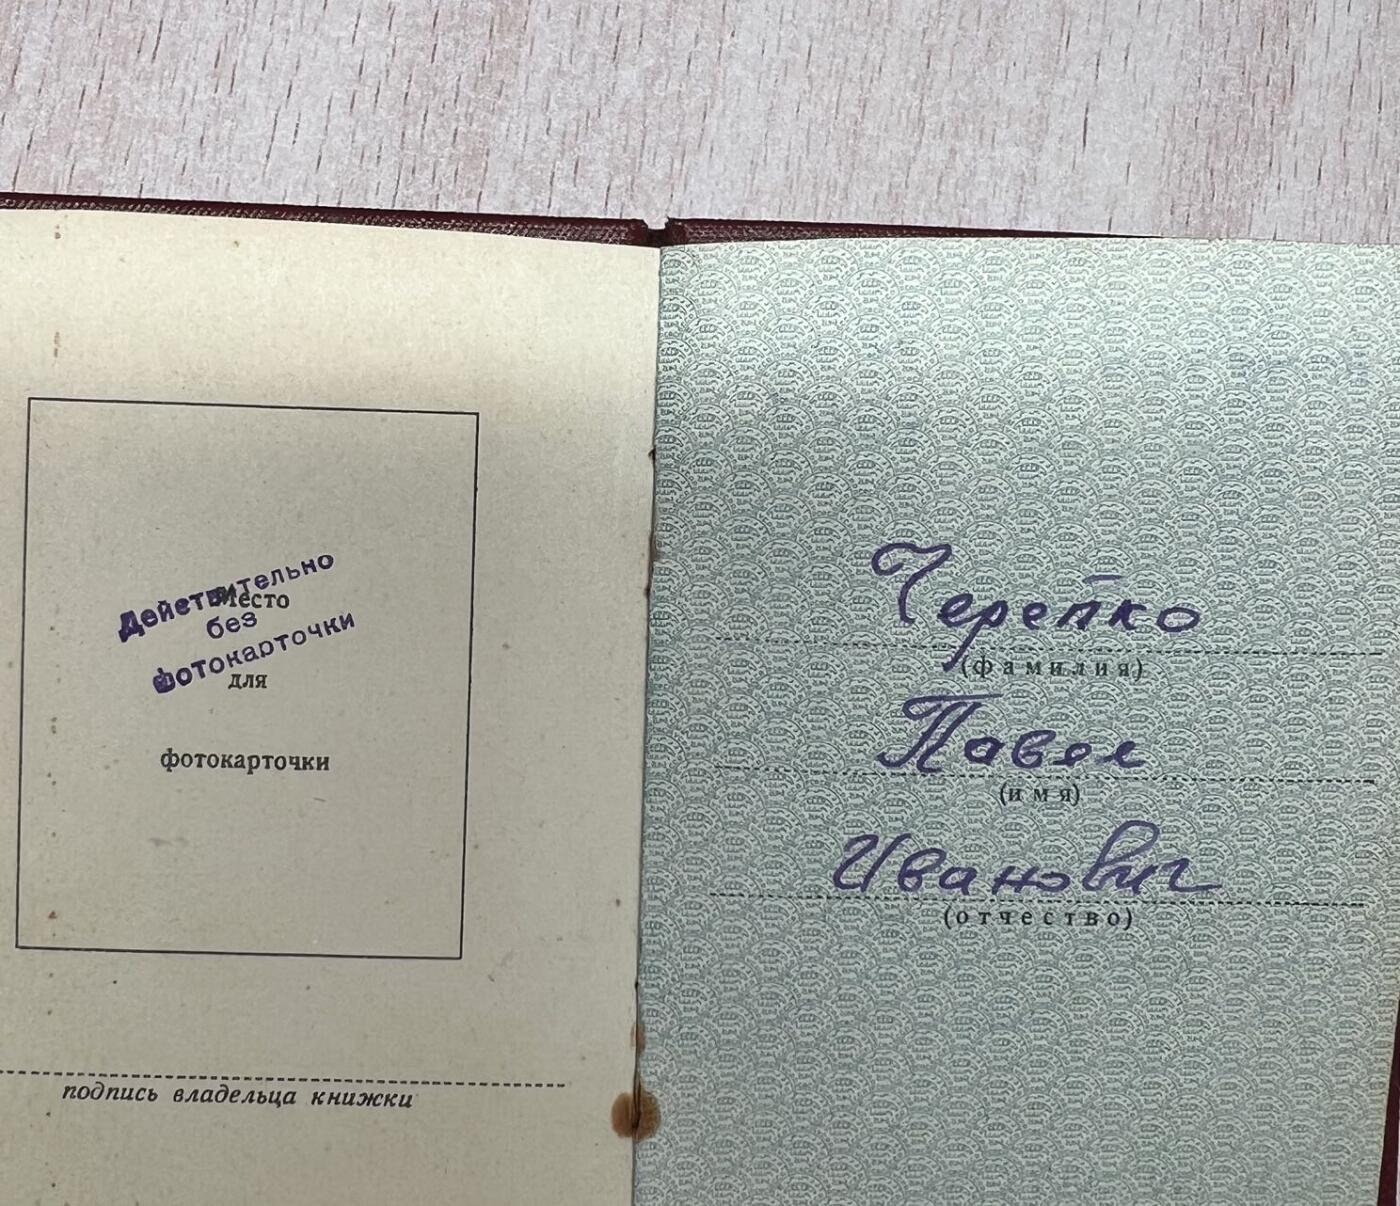 Действительно
Место
без
фотокарточки
для
фотокарточки
подпись владельца книжки
Черепко
(фамилия)
Павел
(имя)
Иванович
(отчество)